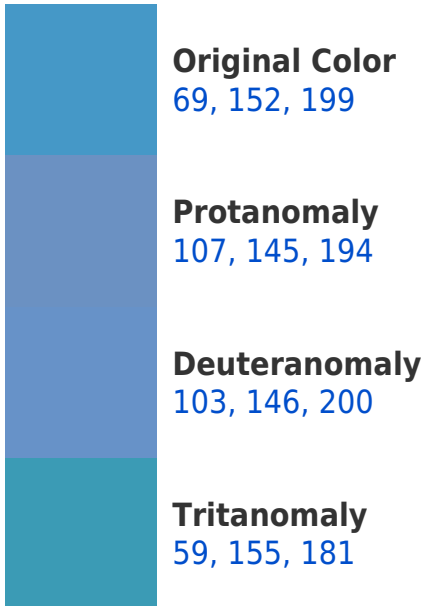 Original Color
69, 152, 199
Protanomaly
107, 145, 194
Deuteranomaly
103, 146, 200
Tritanomaly
59, 155, 181